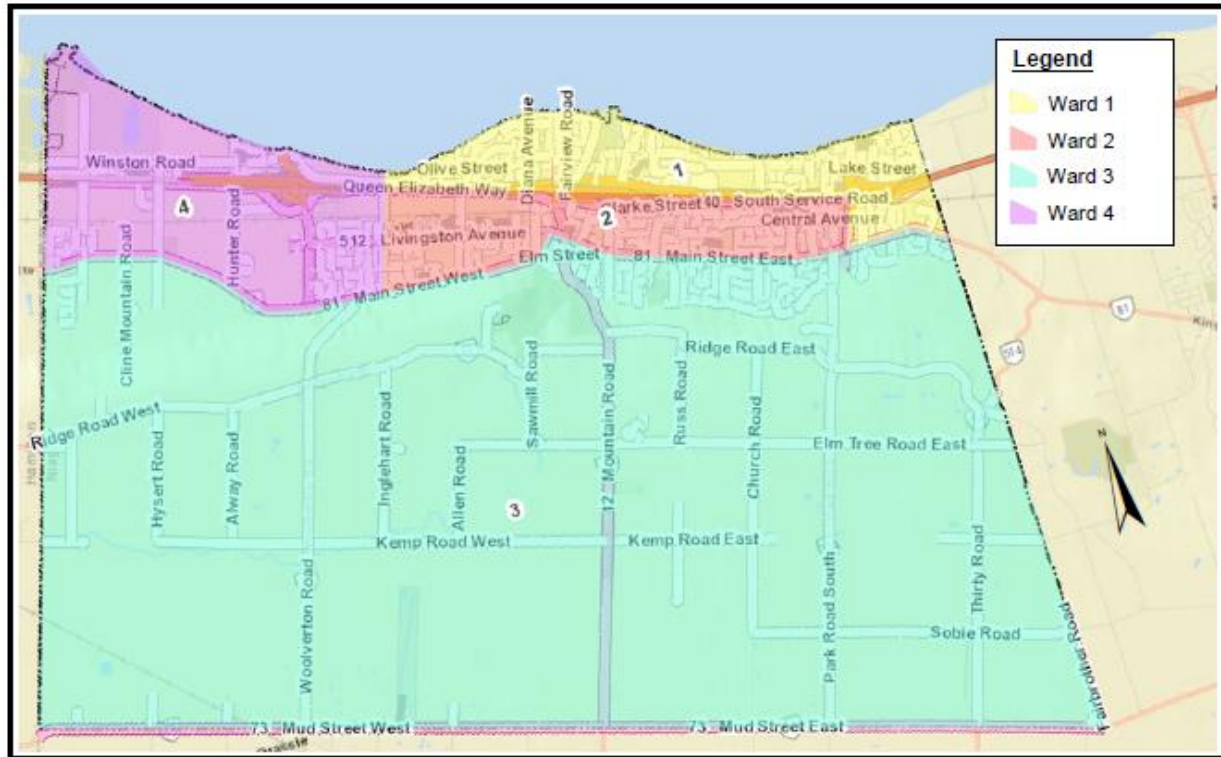 Legend
Ward 1
Ward 2
Ward 3
Ward 4
Diana Avenue
Fairview Road
Winston Road
Olive Street
Lake Street
1
Queen Elizabeth Way
Clarke Street 40 South Service Road
4
2
Central Avenue
Hunter Road
512 Livingston Avenue
Cline Mountain Road
Elm Street
81 Main Street East
81 Main Street West
81
514
Ridge Road East
Sawmill Road
12 Mountain Road
Russ Road
Ridge Road West
Elm Tree Road East
Hysert Road
Alway Road
Inglehart Road
Allen Road
Church Road
N
3
Kemp Road West
Kemp Road East
Woolverton Road
Park Road South
Thirty Road
Sobie Road
Fairbrother Road
73 Mud Street West
73 Mud Street East